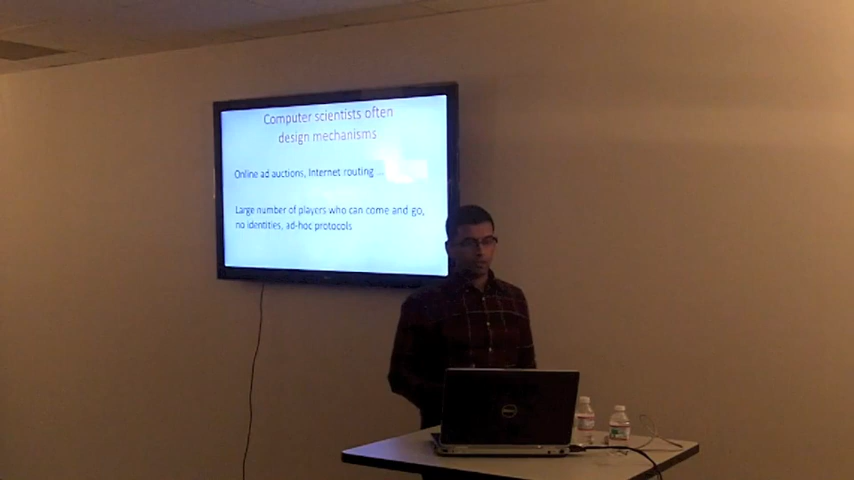 Computer scientists often
design mechanisms
Online ad auctions, Internet routing ...
Large number of players who can come and go,
no identities, ad-hoc protocols
DELL